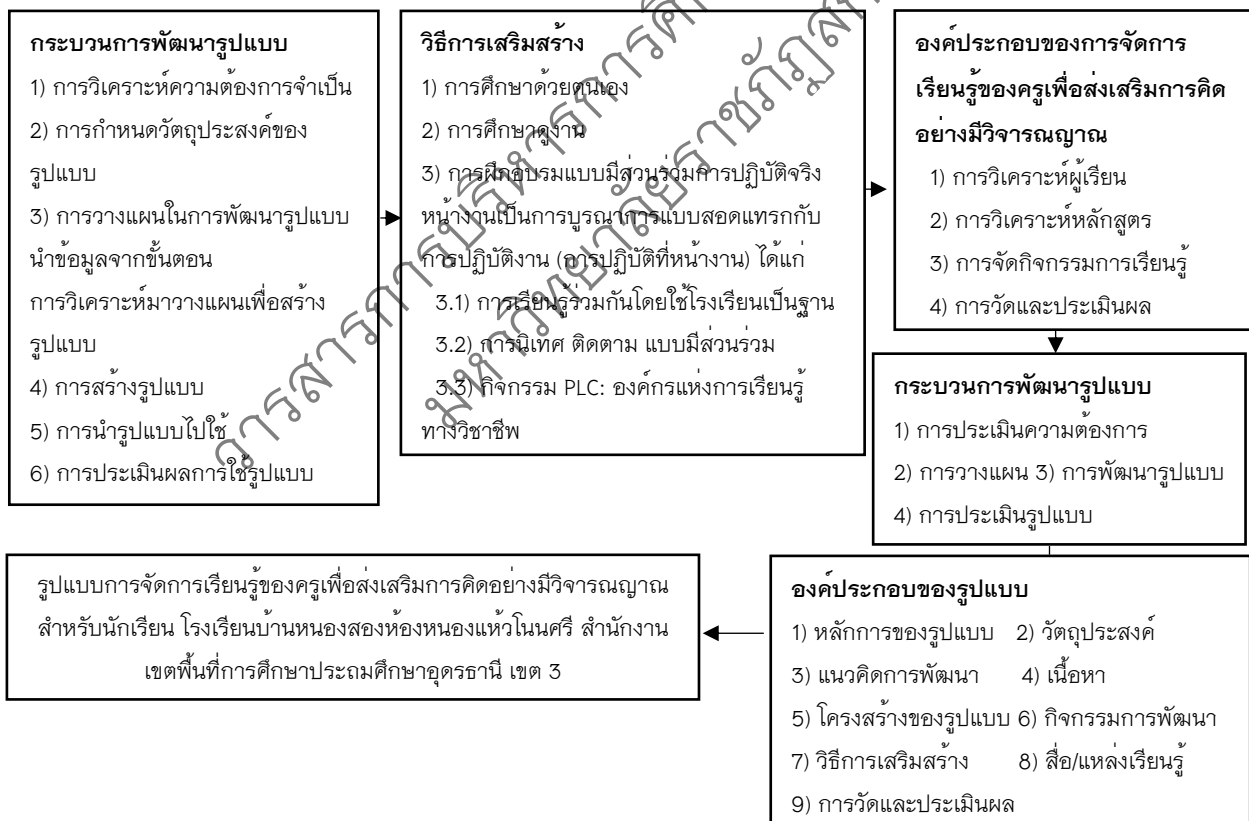 กระบวนการพัฒนารูปแบบ
1) การวิเคราะห์ความต้องการจำเป็น
2) การกำหนดวัตถุประสงค์ของ
รูปแบบ
3) การวางแผนในการพัฒนารูปแบบ
นำข้อมูลจากขั้นตอน
การวิเคราะห์มาวางแผนเพื่อสร้าง
รูปแบบ
4) การสร้างรูปแบบ
5) การนำรูปแบบไปใช้
6) การประเมินผลการใช้รูปแบบ
วิธีการเสริมสร้าง
1) การศึกษาด้วยตนเอง
2) การศึกษาดูงาน
3) การฝึกอบรมแบบมีส่วนร่วมการปฏิบัติจริง
หน้างานเป็นการบูรณาการแบบสอดแทรกกับ
การปฏิบัติงาน (การปฏิบัติที่หน้างาน) ได้แก่
3.1) การเรียนรู้ร่วมกันโดยใช้โรงเรียนเป็นฐาน
3.2) การนิเทศ ติดตาม แบบมีส่วนร่วม
3.3) กิจกรรม PLC: องค์กรแห่งการเรียนรู้
ทางวิชาชีพ
องค์ประกอบของการจัดการ
เรียนรู้ของครูเพื่อส่งเสริมการคิด
อย่างมีวิจารณญาณ
1) การวิเคราะห์ผู้เรียน
2) การวิเคราะห์หลักสูตร
3) การจัดกิจกรรมการเรียนรู้
4) การวัดและประเมินผล
กระบวนการพัฒนารูปแบบ
1) การประเมินความต้องการ
2) การวางแผน 3) การพัฒนารูปแบบ
4) การประเมินรูปแบบ
องค์ประกอบของรูปแบบ
1) หลักการของรูปแบบ 2) วัตถุประสงค์
3) แนวคิดการพัฒนา 4) เนื้อหา
5) โครงสร้างของรูปแบบ 6) กิจกรรมการพัฒนา
7) วิธีการเสริมสร้าง 8) สื่อ/แหล่งเรียนรู้
9) การวัดและประเมินผล
รูปแบบการจัดการเรียนรู้ของครูเพื่อส่งเสริมการคิดอย่างมีวิจารณญาณ
สำหรับนักเรียน โรงเรียนบ้านหนองสองห้องหนองแห้วโนนศรี สำนักงาน
เขตพื้นที่การศึกษาประถมศึกษาอุดรธานี เขต 3
วารสารการบริหารการศึ
มหาวิทยาลัยราชภัฏส